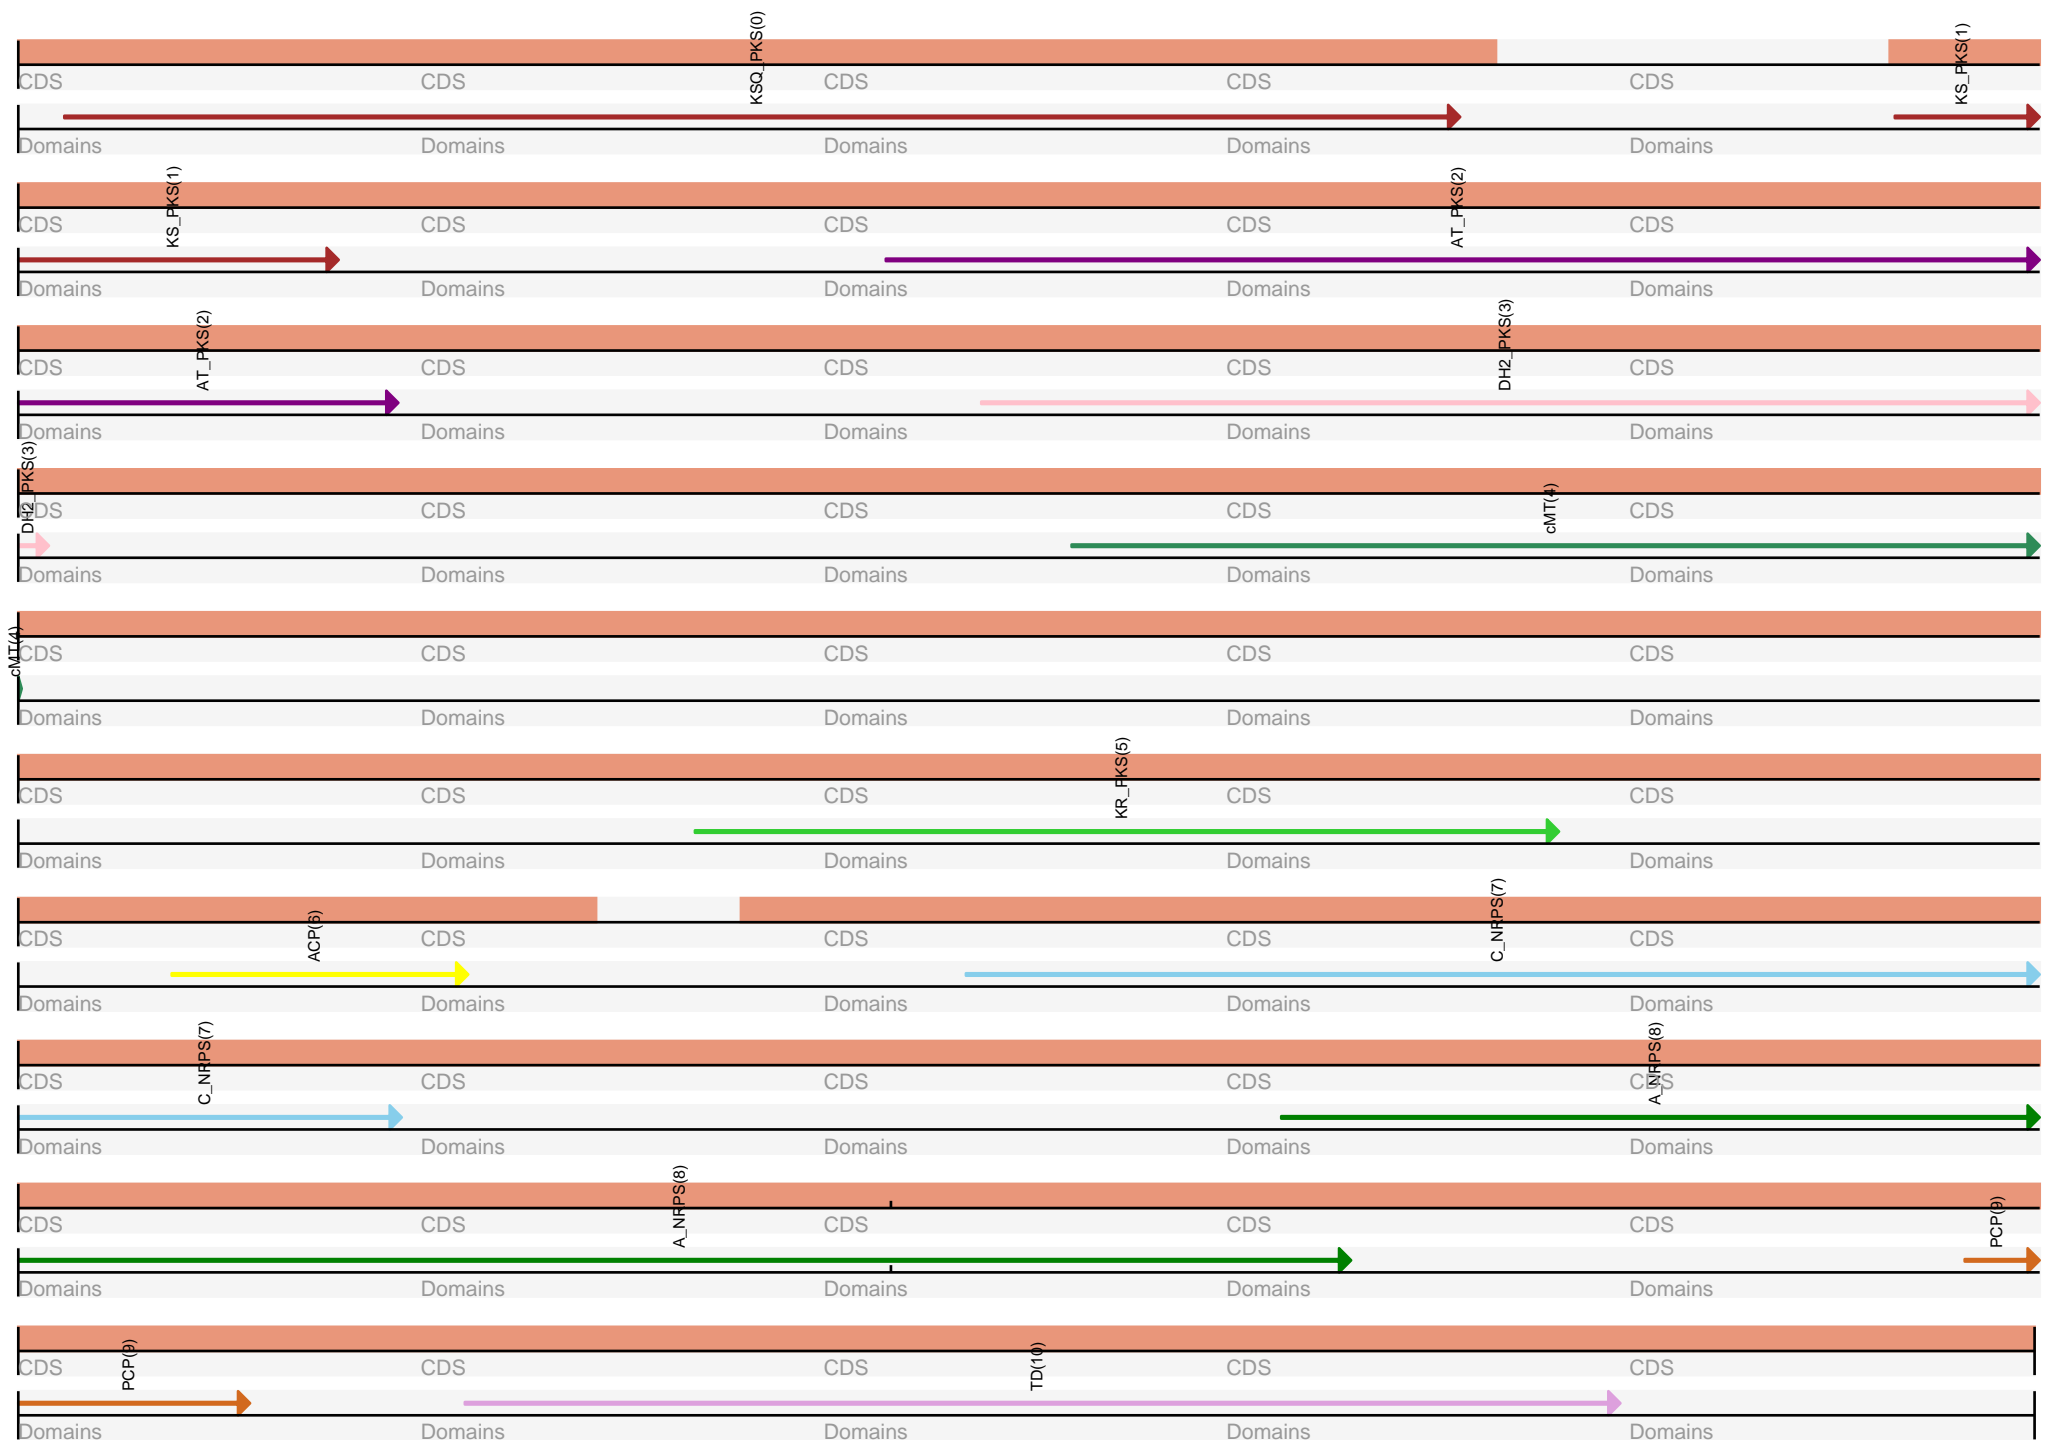 KSQ_PKS(0) KS_PKS(1)
CDS CDS CDS CDS CDS
Domains Domains Domains Domains Domains
KS_PKS(1) AT_PKS(2)
CDS CDS CDS CDS CDS
Domains Domains Domains Domains Domains
AT_PKS(2) DH2_PKS(3)
CDS CDS CDS CDS CDS
Domains Domains Domains Domains Domains
DH2_PKS(3) cMT(4)
CDS CDS CDS CDS CDS
Domains Domains Domains Domains Domains
cMT(4)
CDS CDS CDS CDS CDS
Domains Domains Domains Domains Domains
KR_PKS(5)
CDS CDS CDS CDS CDS
Domains Domains Domains Domains Domains
ACP(6) C_NRPS(7)
CDS CDS CDS CDS CDS
Domains Domains Domains Domains Domains
C_NRPS(7) A_NRPS(8)
CDS CDS CDS CDS CDS
Domains Domains Domains Domains Domains
A_NRPS(8) PCP(9)
CDS CDS CDS CDS CDS
Domains Domains Domains Domains Domains
PCP(9) TD(10)
CDS CDS CDS CDS CDS
Domains Domains Domains Domains Domains